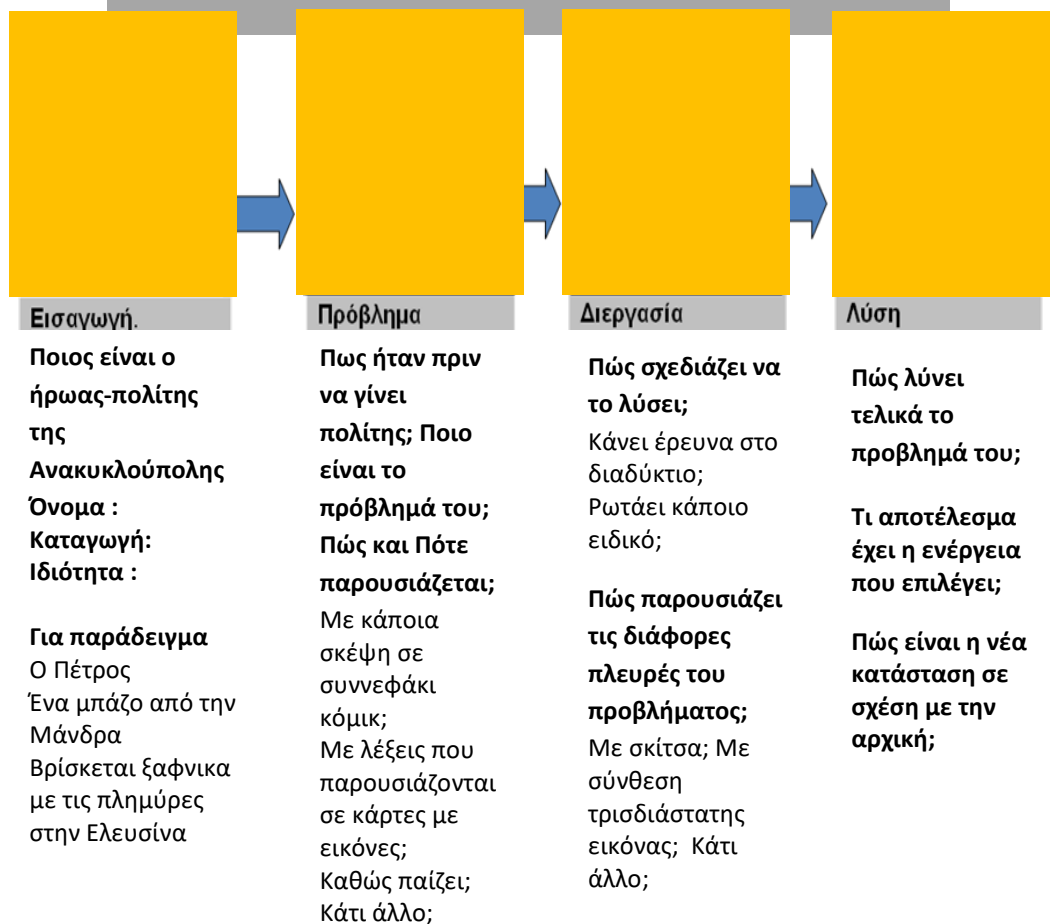 Εισαγωγή.
Ποιος είναι ο
ήρωας-πολίτης
της
Ανακυκλούπολης
Όνομα :
Καταγωγή:
Ιδιότητα :
Για παράδειγμα
Ο Πέτρος
Ένα μπάζο από την
Μάνδρα
Βρίσκεται ξαφνικα
με τις πλημύρες
στην Ελευσίνα
Πρόβλημα
Πως ήταν πριν
να γίνει
πολίτης; Ποιο
είναι το
πρόβλημά του;
Πώς και Πότε
παρουσιάζεται;
Με κάποια
σκέψη σε
συννεφάκι
κόμικ;
Με λέξεις που
παρουσιάζονται
σε κάρτες με
εικόνες;
Καθώς παίζει;
Κάτι άλλο;
Διεργασία
Πώς σχεδιάζει να
το λύσει;
Κάνει έρευνα στο
διαδύκτιο;
Ρωτάει κάποιο
ειδικό;
Πώς παρουσιάζει
τις διάφορες
πλευρές του
προβλήματος;
Με σκίτσα; Με
σύνθεση
τρισδιάστατης
εικόνας; Κάτι
άλλο;
Λύση
Πώς λύνει
τελικά το
προβλημά του;
Τι αποτέλεσμα
έχει η ενέργεια
που επιλέγει;
Πώς είναι η νέα
κατάσταση σε
σχέση με την
αρχική;